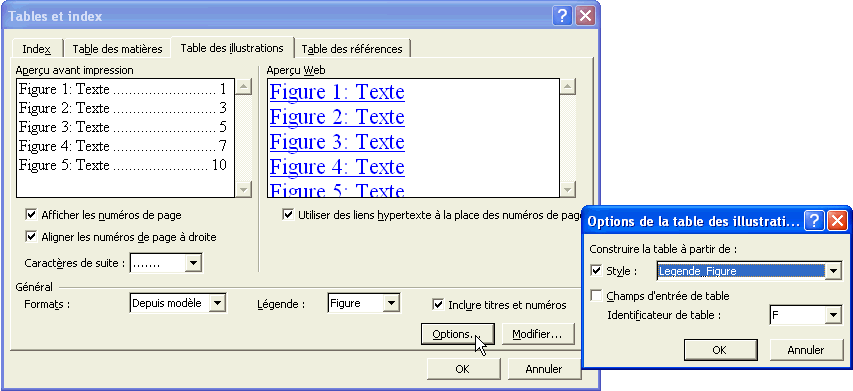 Tables et index
Index Table des matières Table des illustrations Table des références
Aperçu avant impression
Figure 1: Texte ........................... 1
Figure 2: Texte ........................... 3
Figure 3: Texte ........................... 5
Figure 4: Texte ........................... 7
Figure 5: Texte ......................... 10
Aperçu Web
Figure 1: Texte
Figure 2: Texte
Figure 3: Texte
Figure 4: Texte
Figure 5: Texte
Afficher les numéros de page
Aligner les numéros de page à droite
Utiliser des liens hypertexte à la place des numéros de page
Caractères de suite : .......
Général
Formats : Depuis modèle Légende : Figure Inclure titres et numéros
Options... Modifier...
OK Annuler
Options de la table des illustrati...
Construire la table à partir de :
Style : Legende_Figure
Champs d'entrée de table
Identificateur de table : F
OK Annuler